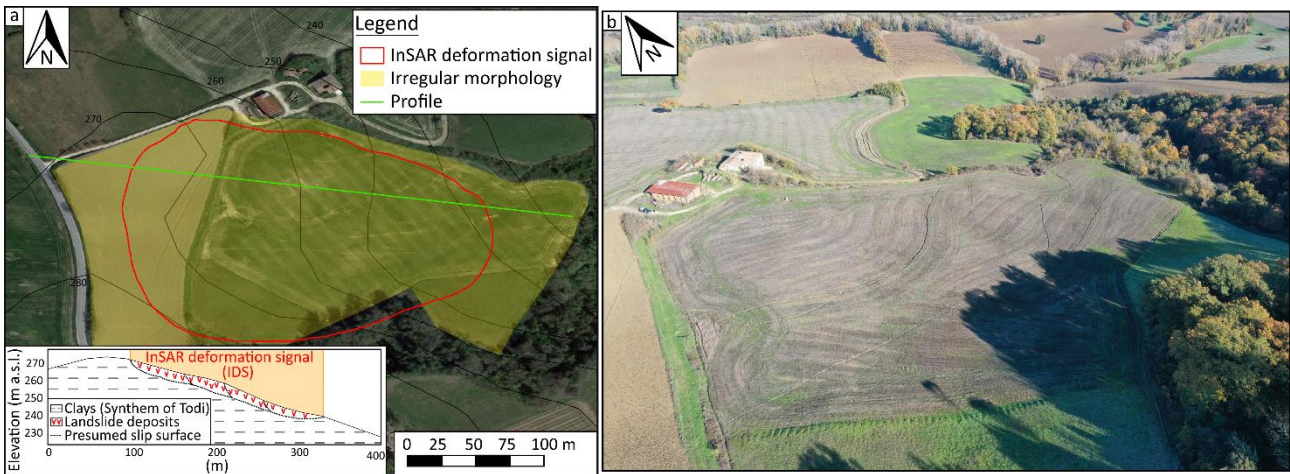 a
N
Legend
InSAR deformation signal
Irregular morphology
Profile
240
250
260
270
280
InSAR deformation signal
(IDS)
Elevation (m a.s.l.)
270
260
250
240
230
Clays (Synthem of Todi)
Landslide deposits
Presumed slip surface
0 100 200 300 400
(m)
0 25 50 75 100 m
b
N